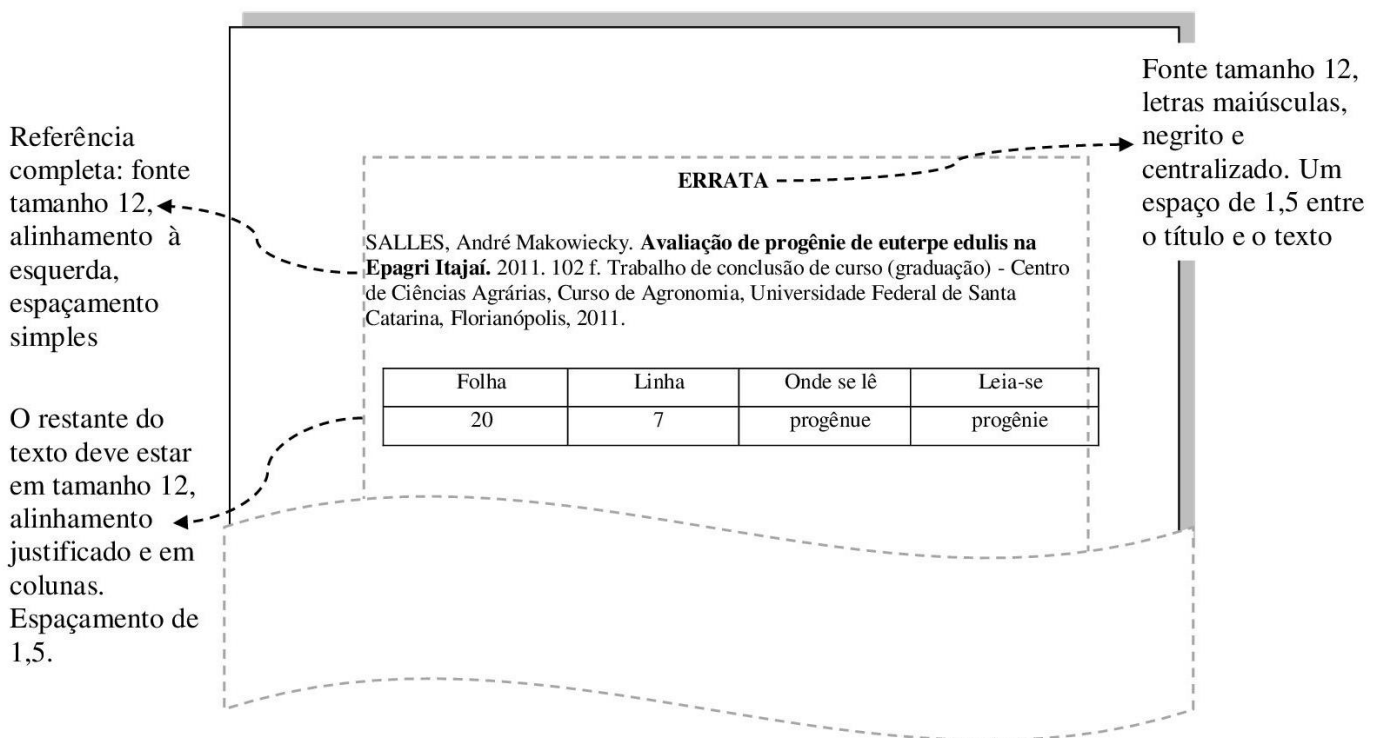 Referência
completa: fonte
tamanho 12,
alinhamento à
esquerda,
espaçamento
simples
O restante do
texto deve estar
em tamanho 12,
alinhamento
justificado e em
colunas.
Espaçamento de
1,5.
ERRATA
SALLES, André Makowiecky. Avaliação de progênie de euterpe edulis na
Epagri Itajaí. 2011. 102 f. Trabalho de conclusão de curso (graduação) - Centro
de Ciências Agrárias, Curso de Agronomia, Universidade Federal de Santa
Catarina, Florianópolis, 2011.
Folha Linha Onde se lê Leia-se
20 7 progênue progênie
Fonte tamanho 12,
letras maiúsculas,
negrito e
centralizado. Um
espaço de 1,5 entre
o título e o texto